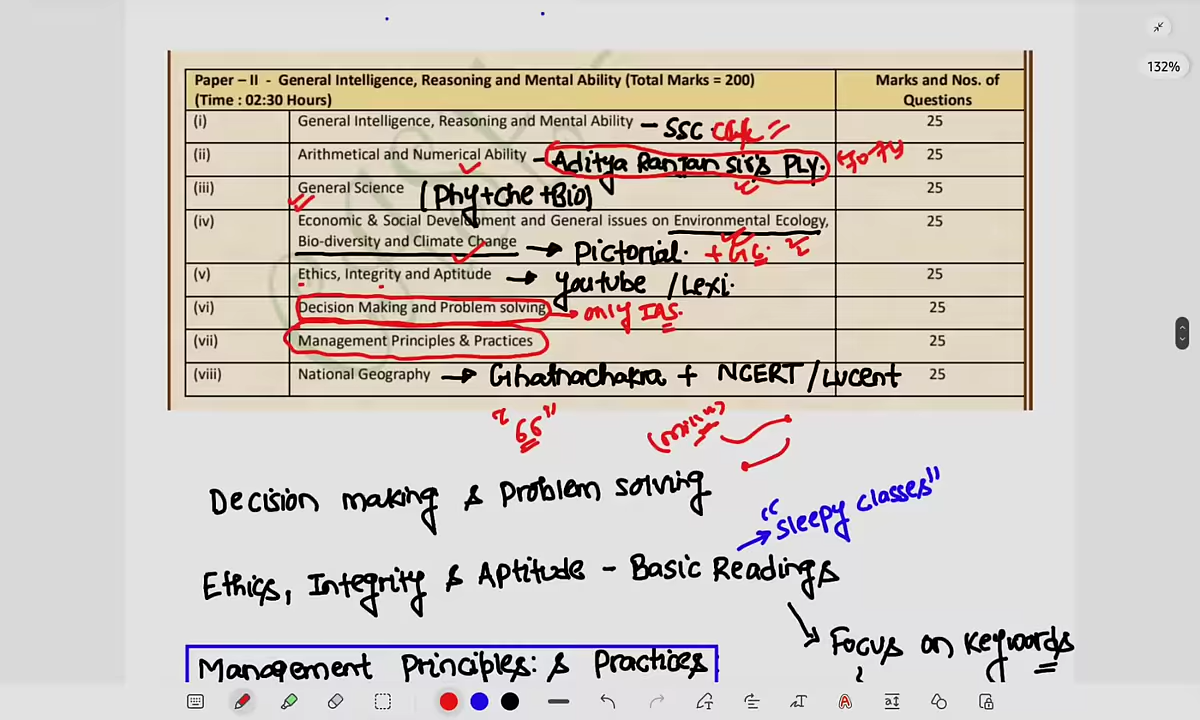 132%
Paper – II - General Intelligence, Reasoning and Mental Ability (Total Marks = 200) Marks and Nos. of
(Time : 02:30 Hours) Questions
(i) General Intelligence, Reasoning and Mental Ability – SSC 25
(ii) Arithmetical and Numerical Ability – Aditya Ranjan sir's PLY. 25
(iii) General Science (Phy+che+Bio) 25
(iv) Economic & Social Development and General issues on Environmental Ecology, 25
Bio-diversity and Climate Change → Pictorial. + GC
(v) Ethics, Integrity and Aptitude → Youtube /Lexi. 25
(vi) Decision Making and Problem solving → only IAS. 25
(vii) Management Principles & Practices 25
(viii) National Geography → Ghatnachakra + NCERT / Lucent 25
"66"
Decision making & Problem solving
"Sleepy classes"
Ethics, Integrity & Aptitude - Basic Readings
Focus on Keywords
Management Principles: & Practices